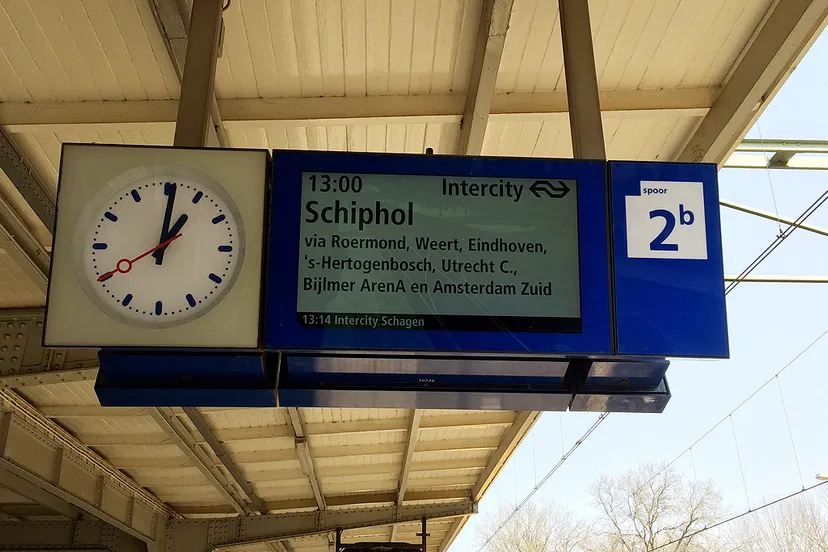 13:00 Intercity
Schiphol
via Roermond, Weert, Eindhoven,
's-Hertogenbosch, Utrecht C.,
Bijlmer ArenA en Amsterdam Zuid
13:14 Intercity Schagen
spoor
2b